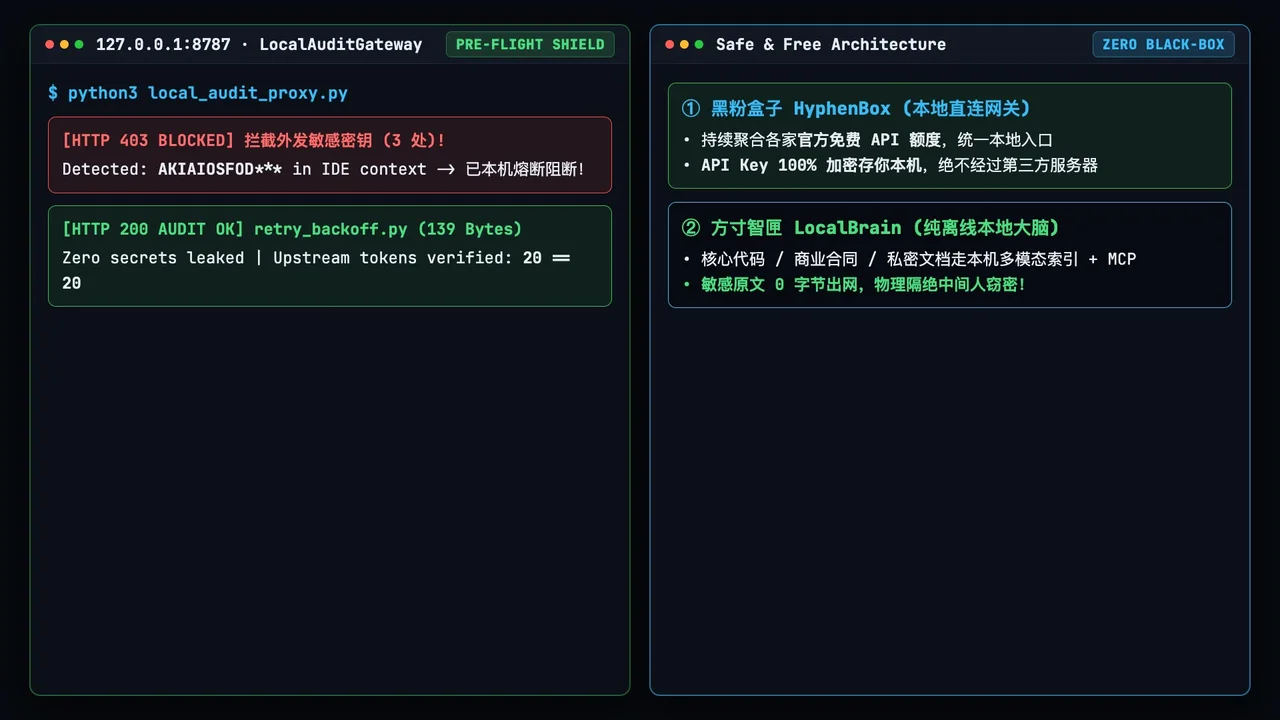 127.0.0.1:8787 · LocalAuditGateway
PRE-FLIGHT SHIELD
$ python3 local_audit_proxy.py
[HTTP 403 BLOCKED] 拦截外发敏感密钥 (3 处)!
Detected: AKIAIOSFOD*** in IDE context -> 已本机熔断阻断!
[HTTP 200 AUDIT OK] retry_backoff.py (139 Bytes)
Zero secrets leaked | Upstream tokens verified: 20 ==
20
Safe & Free Architecture
ZERO BLACK-BOX
① 黑粉盒子 HyphenBox (本地直连网关)
• 持续聚合各家官方免费 API 额度，统一本地入口
• API Key 100% 加密存你本机，绝不经过第三方服务器
② 方寸智匣 LocalBrain (纯离线本地大脑)
• 核心代码 / 商业合同 / 私密文档走本机多模态索引 + MCP
• 敏感原文 0 字节出网，物理隔绝中间人窃密!